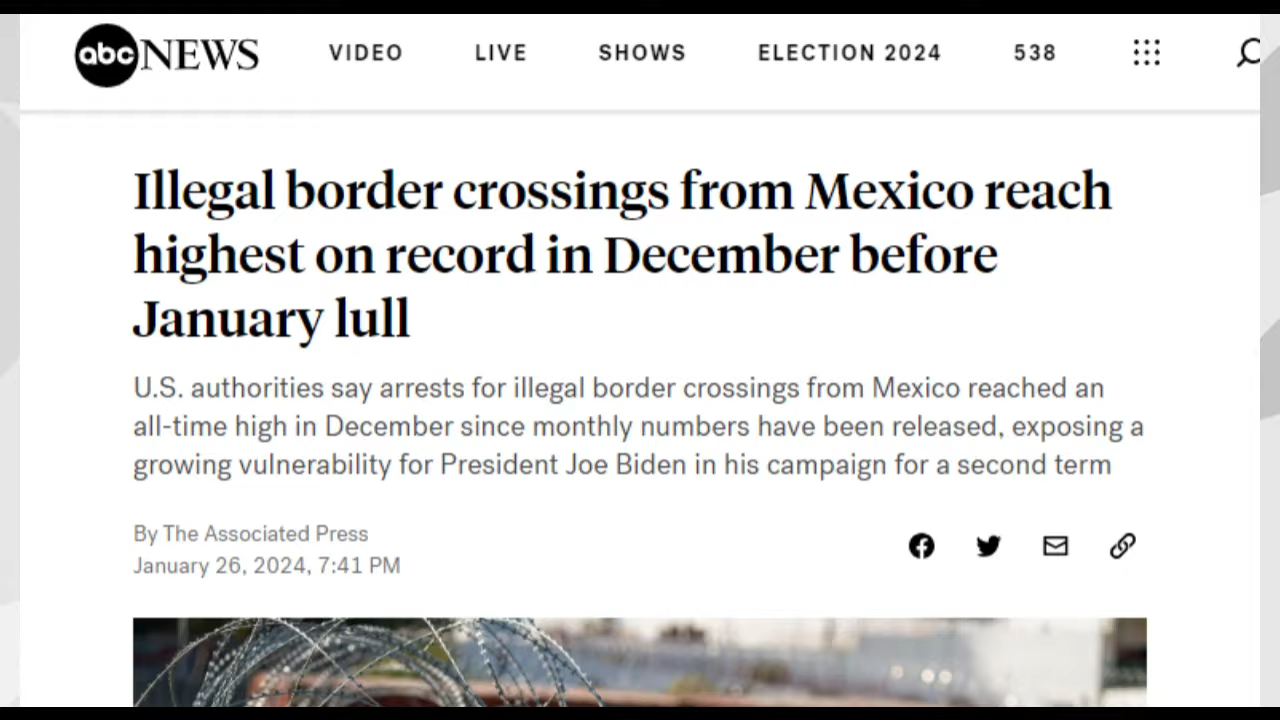 abc NEWS VIDEO LIVE SHOWS ELECTION 2024 538
Illegal border crossings from Mexico reach
highest on record in December before
January lull
U.S. authorities say arrests for illegal border crossings from Mexico reached an
all-time high in December since monthly numbers have been released, exposing a
growing vulnerability for President Joe Biden in his campaign for a second term
By The Associated Press
January 26, 2024, 7:41 PM